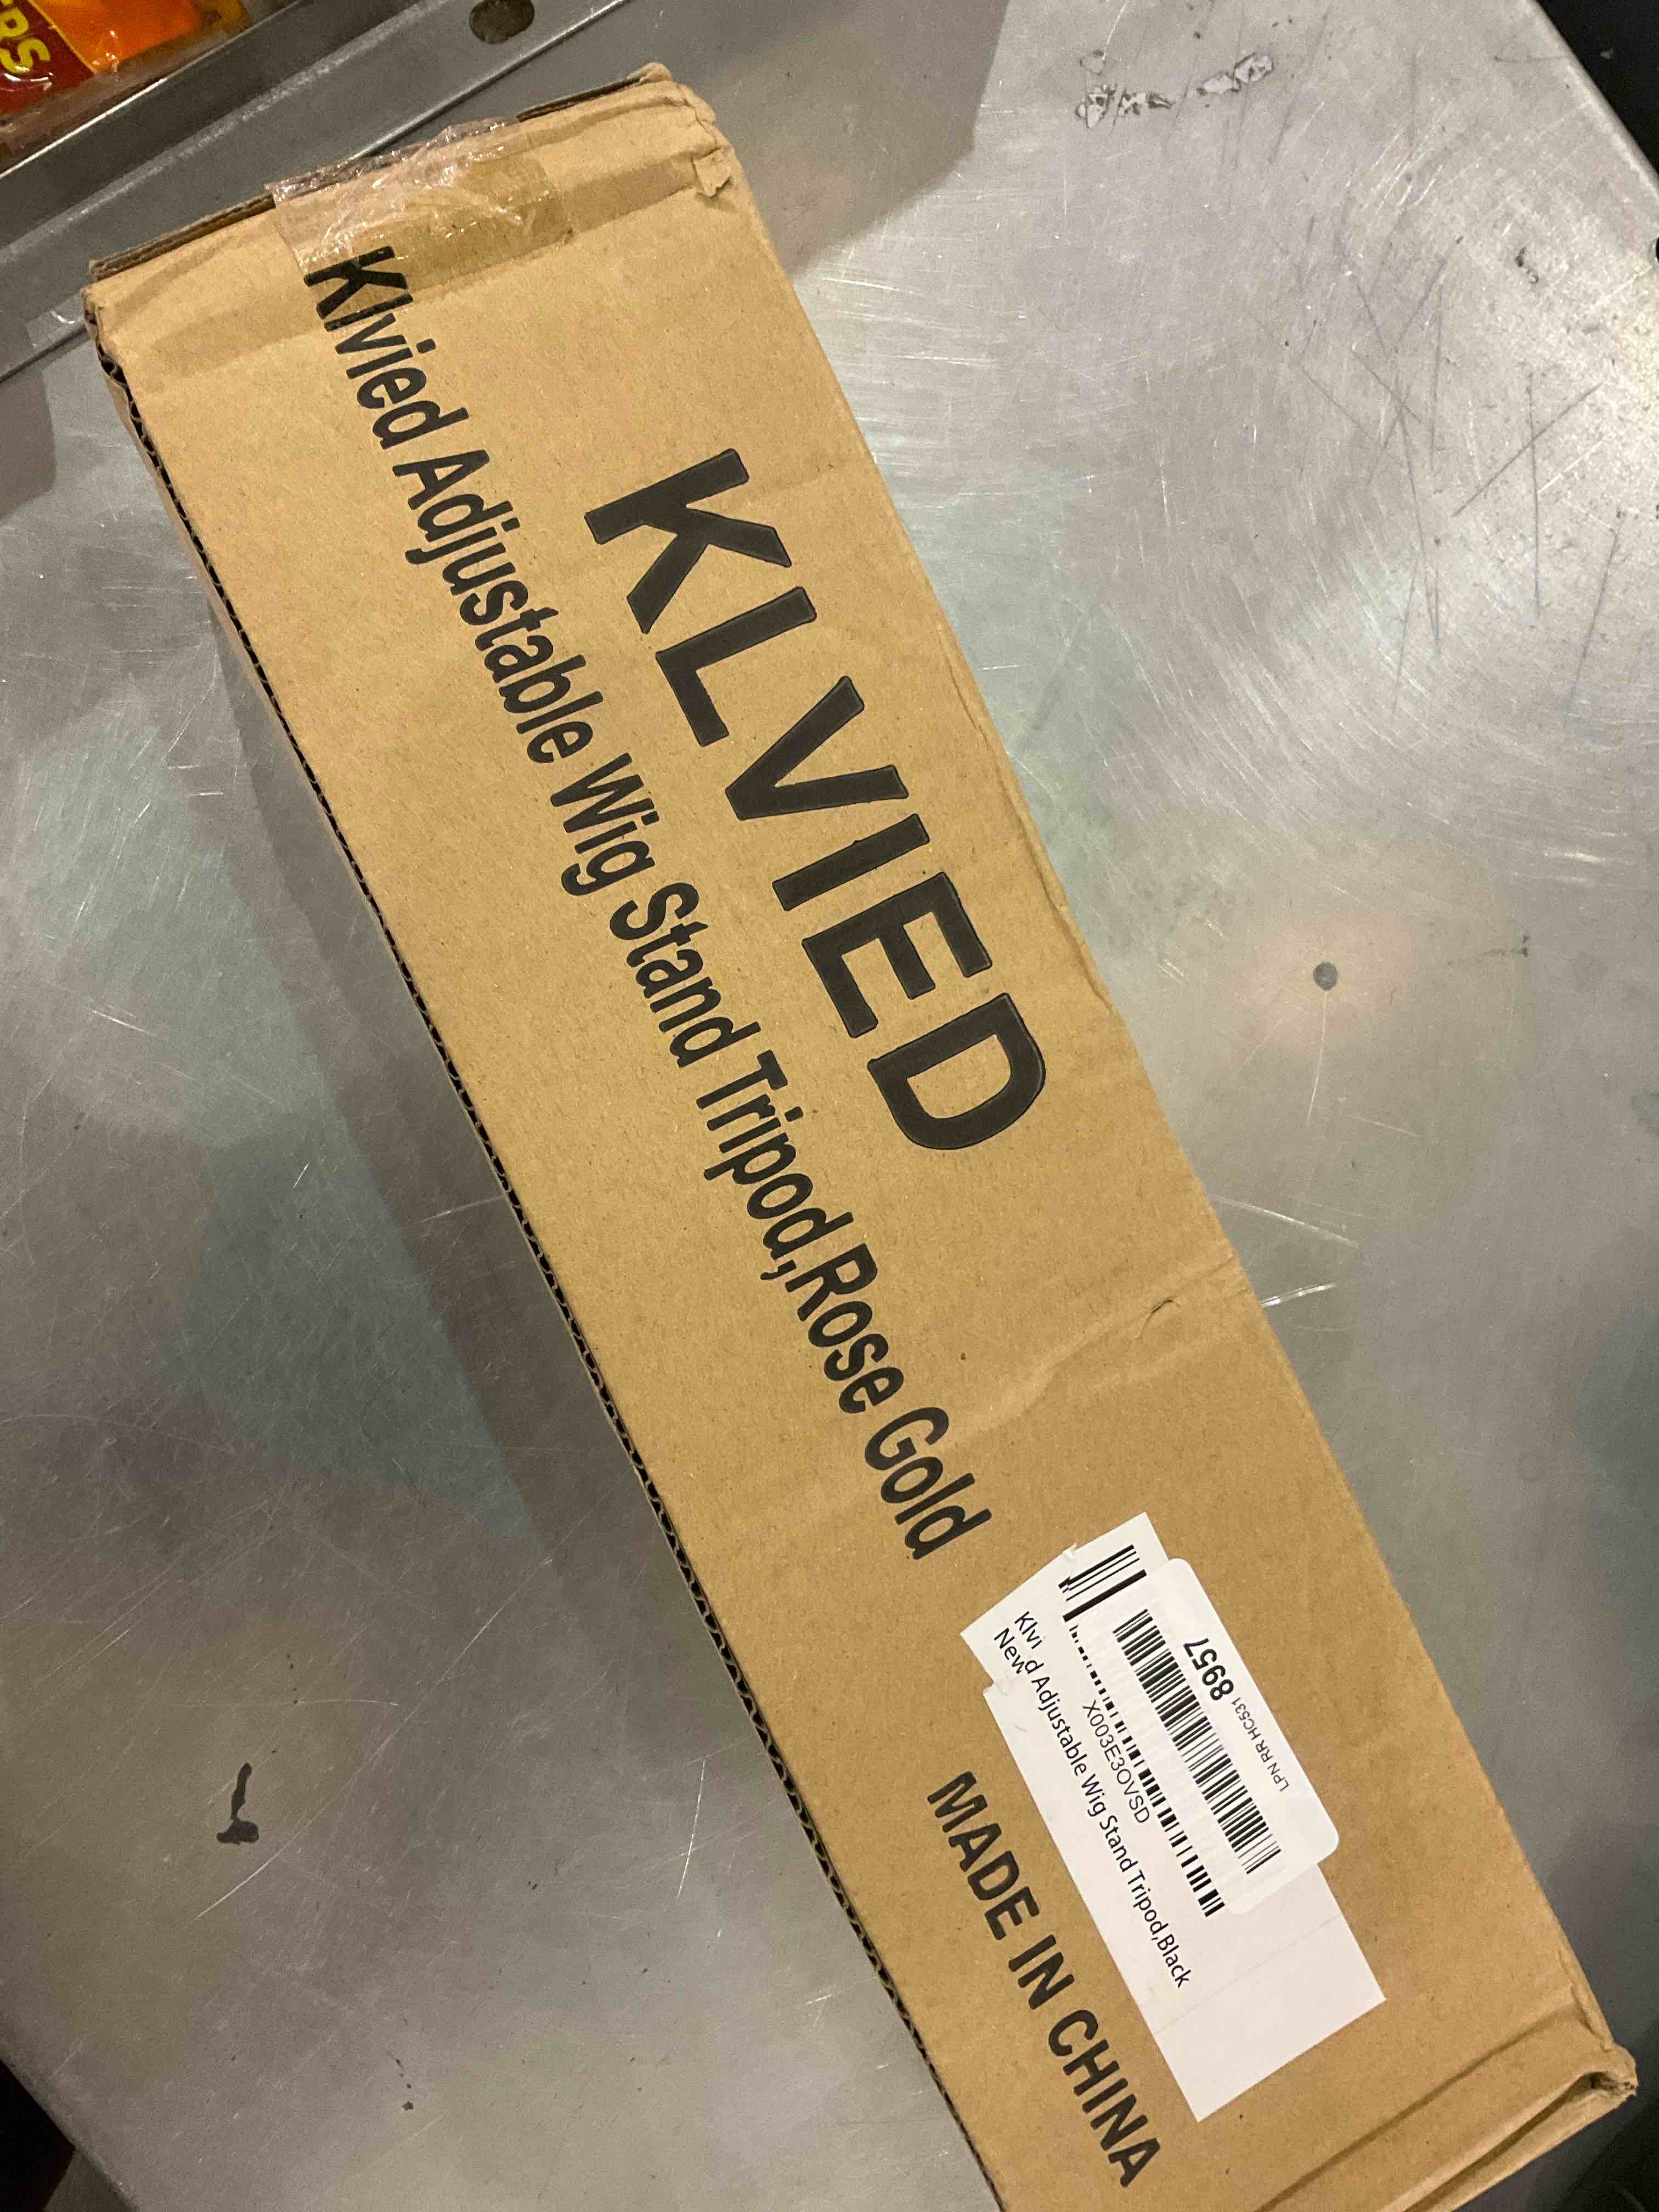 RS
KLVIED
Klvied Adjustable Wig Stand Tripod,Rose Gold
LPN RR HC531 8957
X003E3OVSD
Klvi d Adjustable Wig Stand Tripod,Black
New
MADE IN CHINA